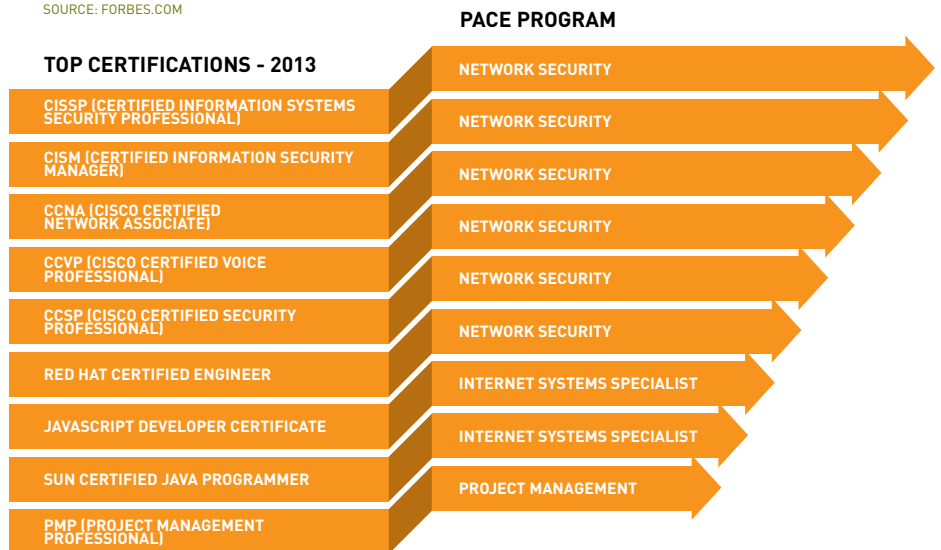 SOURCE: FORBES.COM
PACE PROGRAM
TOP CERTIFICATIONS - 2013
CISSP (CERTIFIED INFORMATION SYSTEMS
SECURITY PROFESSIONAL)
NETWORK SECURITY
CISM (CERTIFIED INFORMATION SECURITY
MANAGER)
NETWORK SECURITY
CCNA (CISCO CERTIFIED
NETWORK ASSOCIATE)
NETWORK SECURITY
CCVP (CISCO CERTIFIED VOICE
PROFESSIONAL)
NETWORK SECURITY
CCSP (CISCO CERTIFIED SECURITY
PROFESSIONAL)
NETWORK SECURITY
RED HAT CERTIFIED ENGINEER
NETWORK SECURITY
JAVASCRIPT DEVELOPER CERTIFICATE
INTERNET SYSTEMS SPECIALIST
SUN CERTIFIED JAVA PROGRAMMER
INTERNET SYSTEMS SPECIALIST
PMP (PROJECT MANAGEMENT
PROFESSIONAL)
PROJECT MANAGEMENT